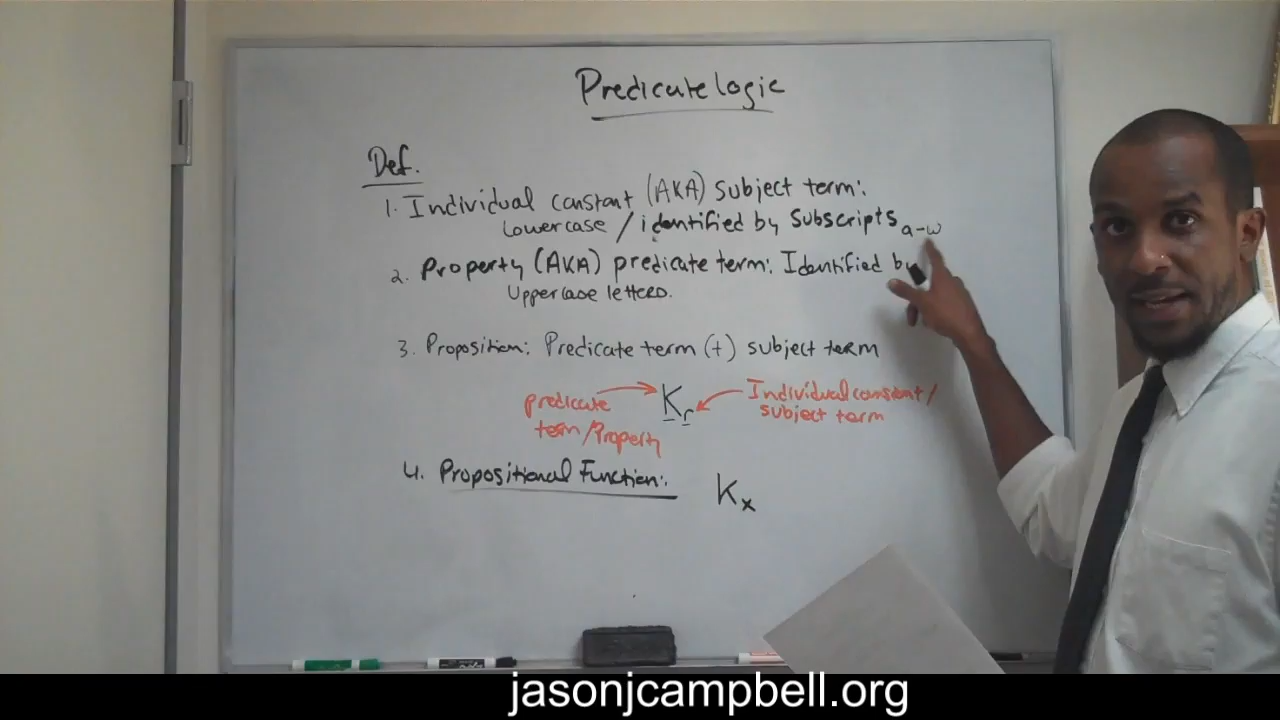 Predicate logic
Def.
1. Individual constant (AKA) subject term:
Lowercase / identified by Subscripts a-w
2. Property (AKA) predicate term: Identified by
Uppercase letters.
3. Proposition: Predicate term (+) subject term
predicate
term/Property
Kr
Individual constant/
subject term
4. Propositional Function: Kx
jasonjcampbell.org